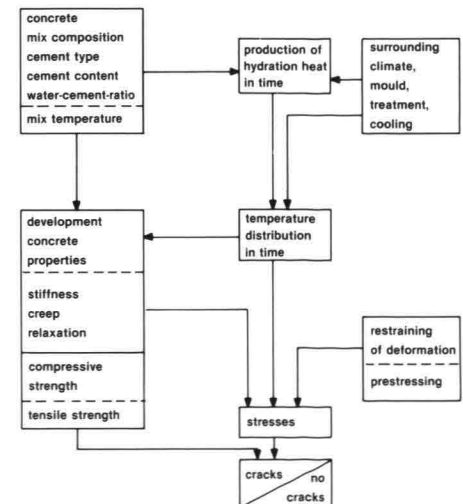 concrete
mix composition
cement type
cement content
water-cement-ratio
mix temperature
production of
hydration heat
in time
surrounding
climate,
mould,
treatment,
cooling
development
concrete
properties
stiffness
creep
relaxation
compressive
strength
tensile strength
temperature
distribution
in time
restraining
of deformation
prestressing
stresses
cracks
no
cracks